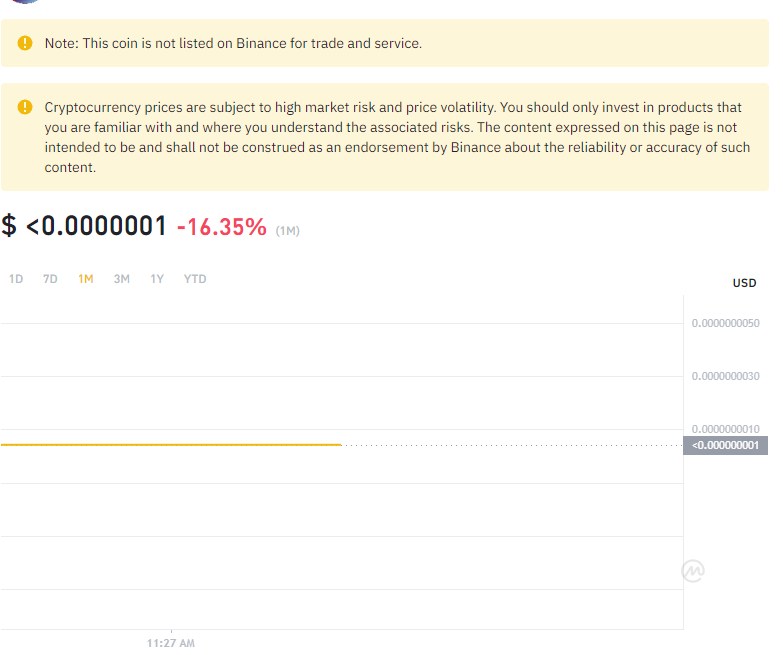 Note: This coin is not listed on Binance for trade and service.
Cryptocurrency prices are subject to high market risk and price volatility. You should only invest in products that
you are familiar with and where you understand the associated risks. The content expressed on this page is not
intended to be and shall not be construed as an endorsement by Binance about the reliability or accuracy of such
content.
$ <0.0000001 -16.35% (1M)
1D 7D 1M 3M 1Y YTD
USD
0.0000000050
0.0000000030
0.0000000010
<0.000000001
11:27 AM